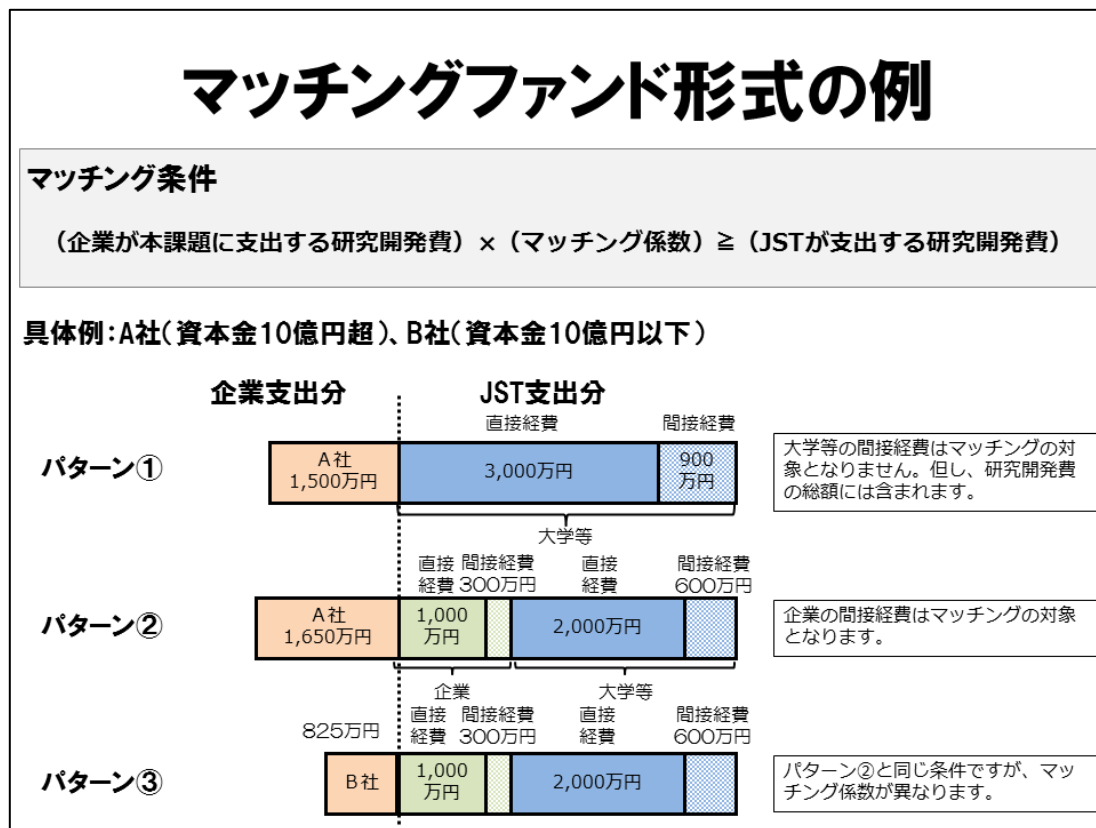 マッチングファンド形式の例
マッチング条件
（企業が本課題に支出する研究開発費）×（マッチング係数）≧（JSTが支出する研究開発費）
具体例：A社（資本金10億円超）、B社（資本金10億円以下）
企業支出分
JST支出分
直接経費
間接経費
パターン①
A社
1,500万円
3,000万円
900
万円
大学等の間接経費はマッチングの対
象となりません。但し、研究開発費
の総額には含まれます。
大学等
直接
経費
間接経費
300万円
直接
経費
間接経費
600万円
パターン②
A社
1,650万円
1,000
万円
2,000万円
企業の間接経費はマッチングの対象
となります。
企業
大学等
825万円
直接
経費
間接経費
300万円
直接
経費
間接経費
600万円
パターン③
B社
1,000
万円
2,000万円
パターン②と同じ条件ですが、マッ
チング係数が異なります。